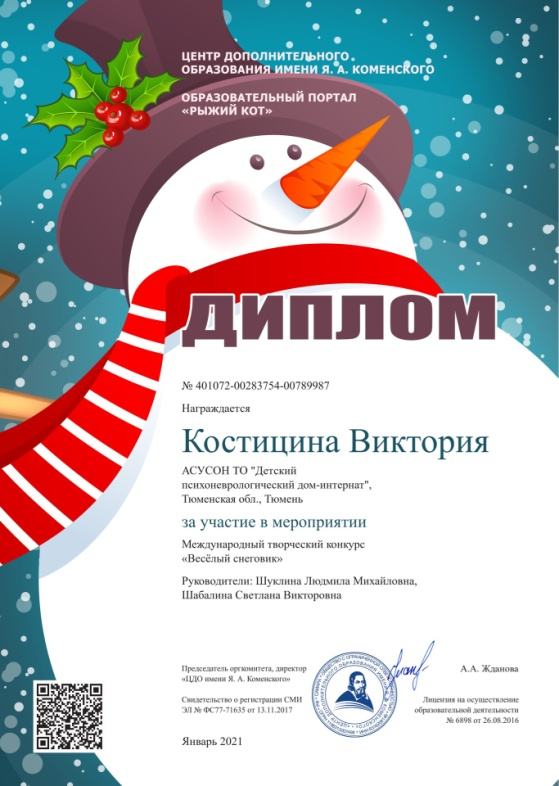 ЦЕНТР ДОПОЛНИТЕЛЬНОГО
ОБРАЗОВАНИЯ ИМЕНИ Я. А. КОМЕНСКОГО
ОБРАЗОВАТЕЛЬНЫЙ ПОРТАЛ
«РЫЖИЙ КОТ»
ДИПЛОМ
№ 401072-00283754-00789987
Награждается
Костицина Виктория
АСУСОН ТО "Детский
психоневрологический дом-интернат",
Тюменская обл., Тюмень
за участие в мероприятии
Международный творческий конкурс
«Весёлый снеговик»
Руководители: Шуклина Людмила Михайловна,
Шабалина Светлана Викторовна
Председатель оргкомитета, директор
«ЦДО имени Я. А. Коменского»
А.А. Жданова
Свидетельство о регистрации СМИ
ЭЛ № ФС77-71635 от 13.11.2017
Лицензия на осуществление
образовательной деятельности
№ 6898 от 26.08.2016
Январь 2021